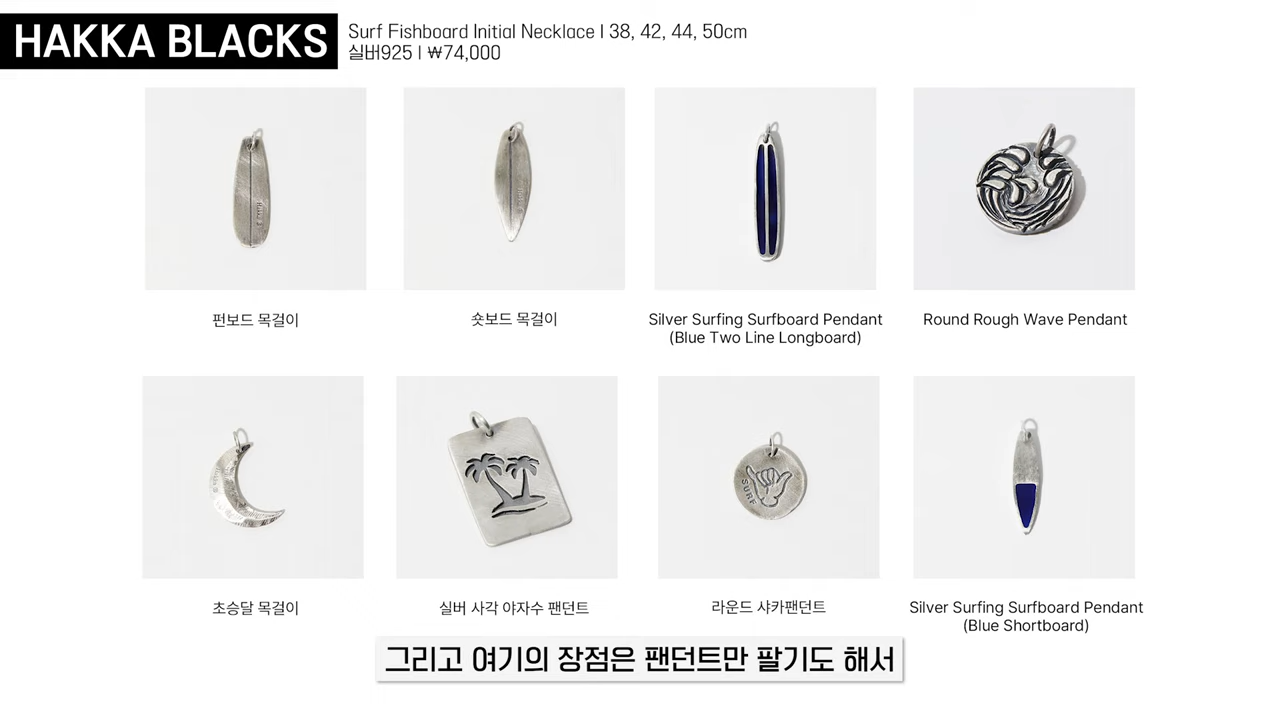 HAKKA BLACKS
Surf Fishboard Initial Necklace | 38, 42, 44, 50cm
실버925 | ₩74,000
펀보드 목걸이
숏보드 목걸이
Silver Surfing Surfboard Pendant
(Blue Two Line Longboard)
Round Rough Wave Pendant
초승달 목걸이
실버 사각 야자수 팬던트
SURF
라운드 샤카팬던트
Silver Surfing Surfboard Pendant
(Blue Shortboard)
그리고 여기의 장점은 팬던트만 팔기도 해서